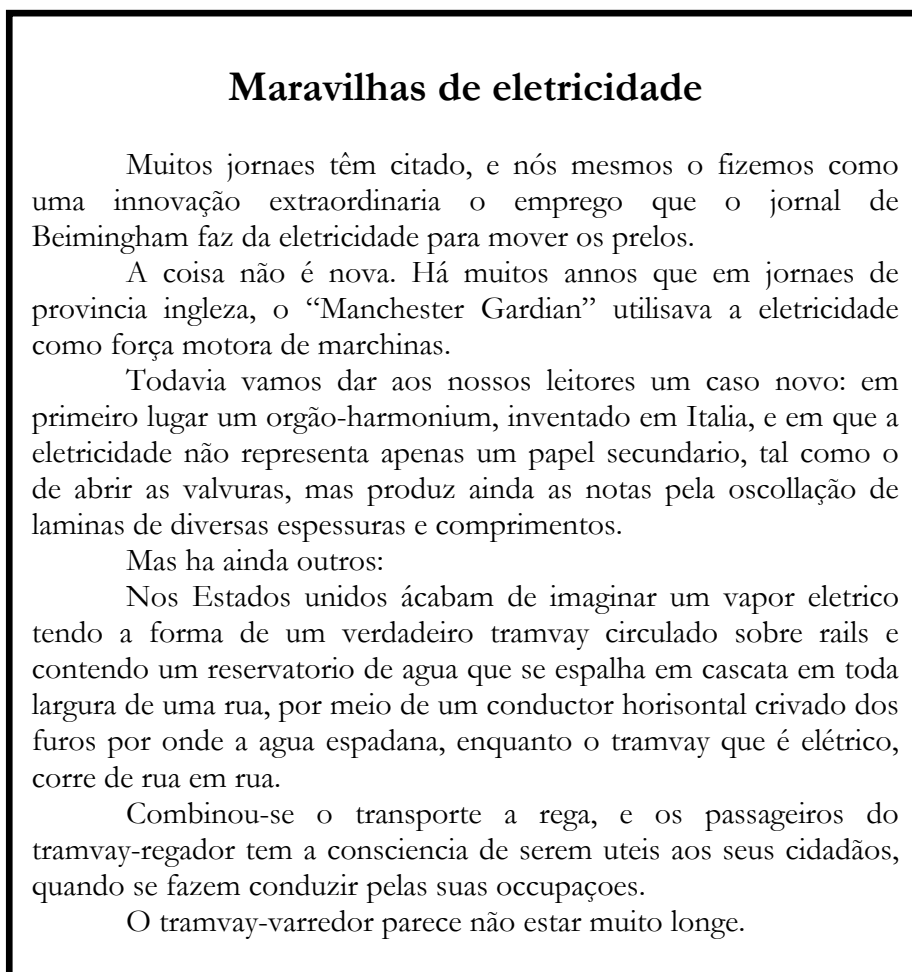 Maravilhas de eletricidade
Muitos jornaes têm citado, e nós mesmos o fizemos como
uma innovação extraordinaria o emprego que o jornal de
Beimingham faz da eletricidade para mover os prelos.
A coisa não é nova. Há muitos annos que em jornaes de
provincia ingleza, o “Manchester Gardian” utilisava a eletricidade
como força motora de marchinas.
Todavia vamos dar aos nossos leitores um caso novo: em
primeiro lugar um orgão-harmonium, inventado em Italia, e em que a
eletricidade não representa apenas um papel secundario, tal como o
de abrir as valvuras, mas produz ainda as notas pela oscollação de
laminas de diversas espessuras e comprimentos.
Mas ha ainda outros:
Nos Estados unidos ácabam de imaginar um vapor eletrico
tendo a forma de um verdadeiro tramvay circulado sobre rails e
contendo um reservatorio de agua que se espalha em cascata em toda
largura de uma rua, por meio de um conductor horisontal crivado dos
furos por onde a agua espadana, enquanto o tramvay que é elétrico,
corre de rua em rua.
Combinou-se o transporte a rega, e os passageiros do
tramvay-regador tem a consciencia de serem uteis aos seus cidadãos,
quando se fazem conduzir pelas suas occupaçoes.
O tramvay-varredor parece não estar muito longe.